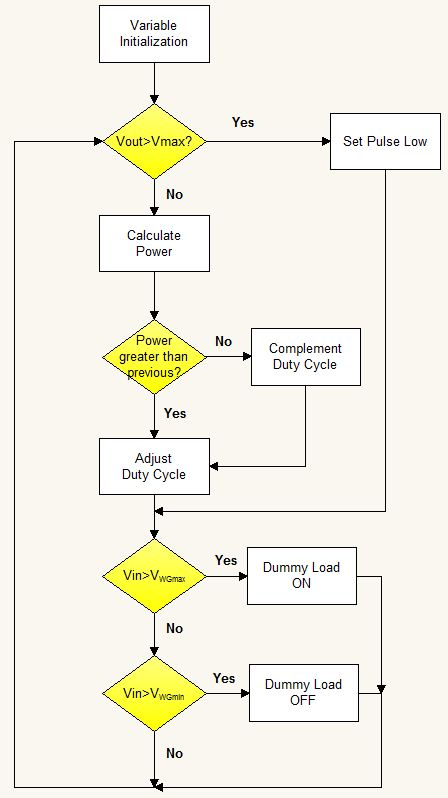 Variable
Initialization
Vout>Vmax?
Yes
Set Pulse Low
No
Calculate
Power
Power
greater than
previous?
No
Complement
Duty Cycle
Yes
Adjust
Duty Cycle
Vin>VWGmax
Yes
Dummy Load
ON
No
Vin>VWGmin
Yes
Dummy Load
OFF
No